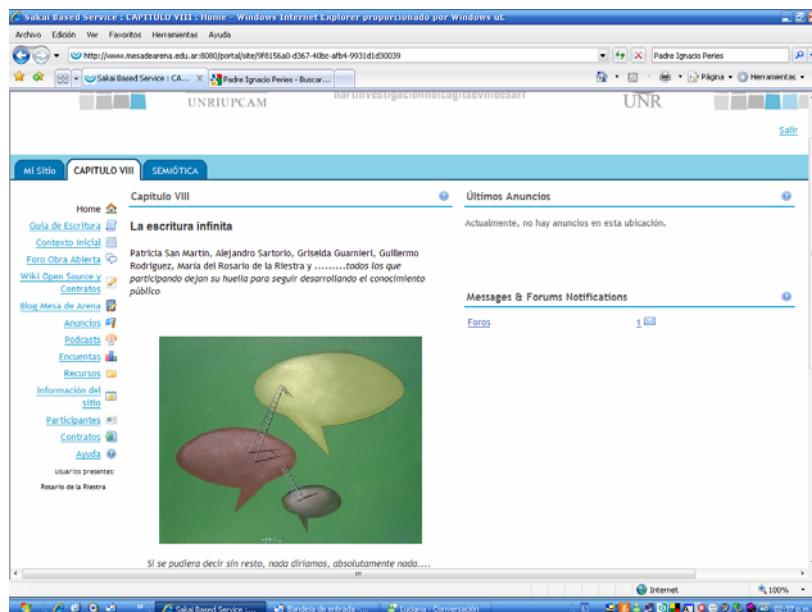 Sakai Based Service : CAPITULO VIII : Home - Windows Internet Explorer proporcionado por Windows uE
Archivo Edición Ver Favoritos Herramientas Ayuda
http://www.mesadearena.edu.ar:8080/portal/site/9f8156a0-d367-40bc-afb4-9931d1d30039
Padre Ignacio Peries
Sakai Based Service : CA...
Padre Ignacio Peries - Buscar...
Página
Herramientas
UNRIUPCAM
UNR
Salir
Mi Sitio
CAPITULO VIII
SEMIÓTICA
Home
Guía de Escritura
Contexto Inicial
Foro Obra Abierta
Wiki Open Source y
Contratos
Blog Mesa de Arena
Anuncios
Podcasts
Encuentas
Recursos
Información del
sitio
Participantes
Contratos
Ayuda
Usuarios presentes:
Rosario de la Riestra
Capítulo VIII
La escritura infinita
Patricia San Martín, Alejandro Sartorio, Griselda Guarnieri, Guillermo
Rodríguez, María del Rosario de la Riestra y .........todos los que
participando dejan su huella para seguir desarrollando el conocimiento
público
Si se pudiera decir sin resto, nada diríamos, absolutamente nada....
Últimos Anuncios
Actualmente, no hay anuncios en esta ubicación.
Messages & Forums Notifications
Foros 1
Internet
100%
Sakai Based Service :...
Bandeja de entrada -...
Luciana - Conversación
02:37 p.m.